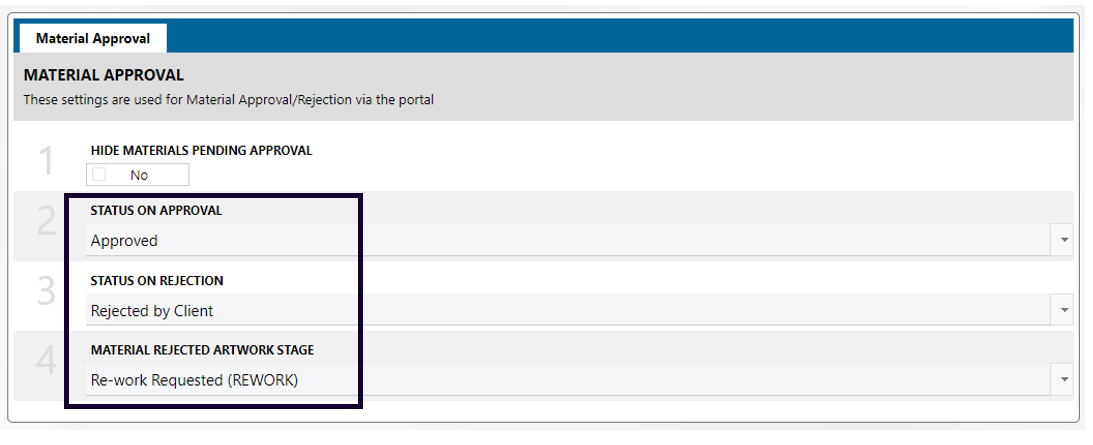 Material Approval
MATERIAL APPROVAL
These settings are used for Material Approval/Rejection via the portal
1
HIDE MATERIALS PENDING APPROVAL
No
2
STATUS ON APPROVAL
Approved
3
STATUS ON REJECTION
Rejected by Client
4
MATERIAL REJECTED ARTWORK STAGE
Re-work Requested (REWORK)